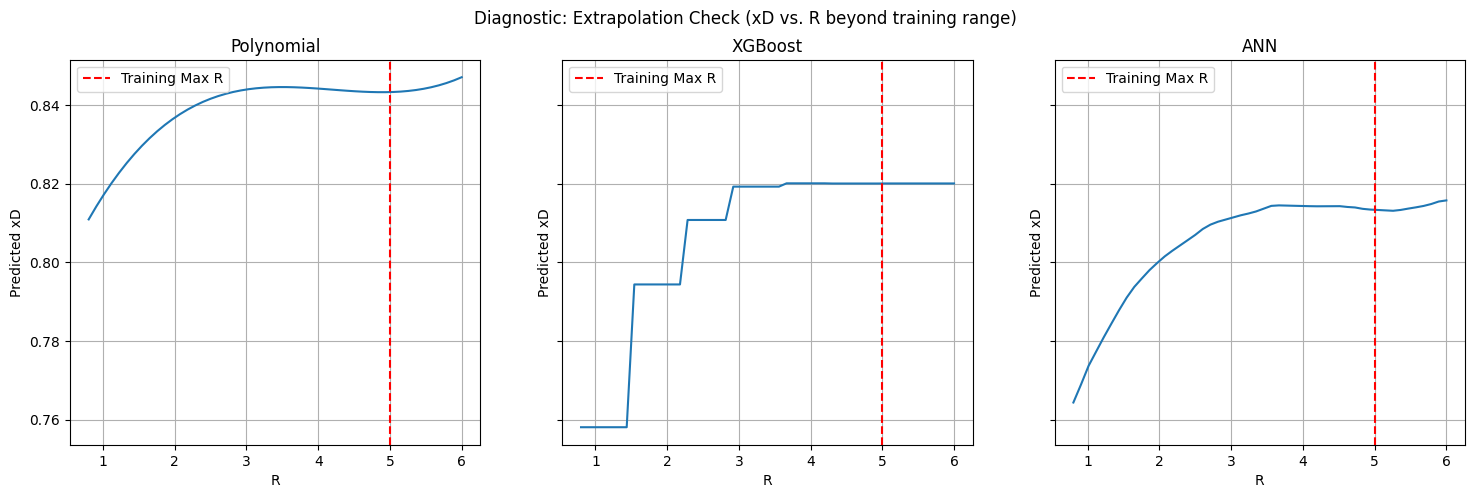 Diagnostic: Extrapolation Check (xD vs. R beyond training range)
Polynomial
Training Max R
0.84
0.82
0.80
0.78
0.76
Predicted xD
1 2 3 4 5 6
R
XGBoost
Training Max R
Predicted xD
1 2 3 4 5 6
R
ANN
Training Max R
Predicted xD
1 2 3 4 5 6
R